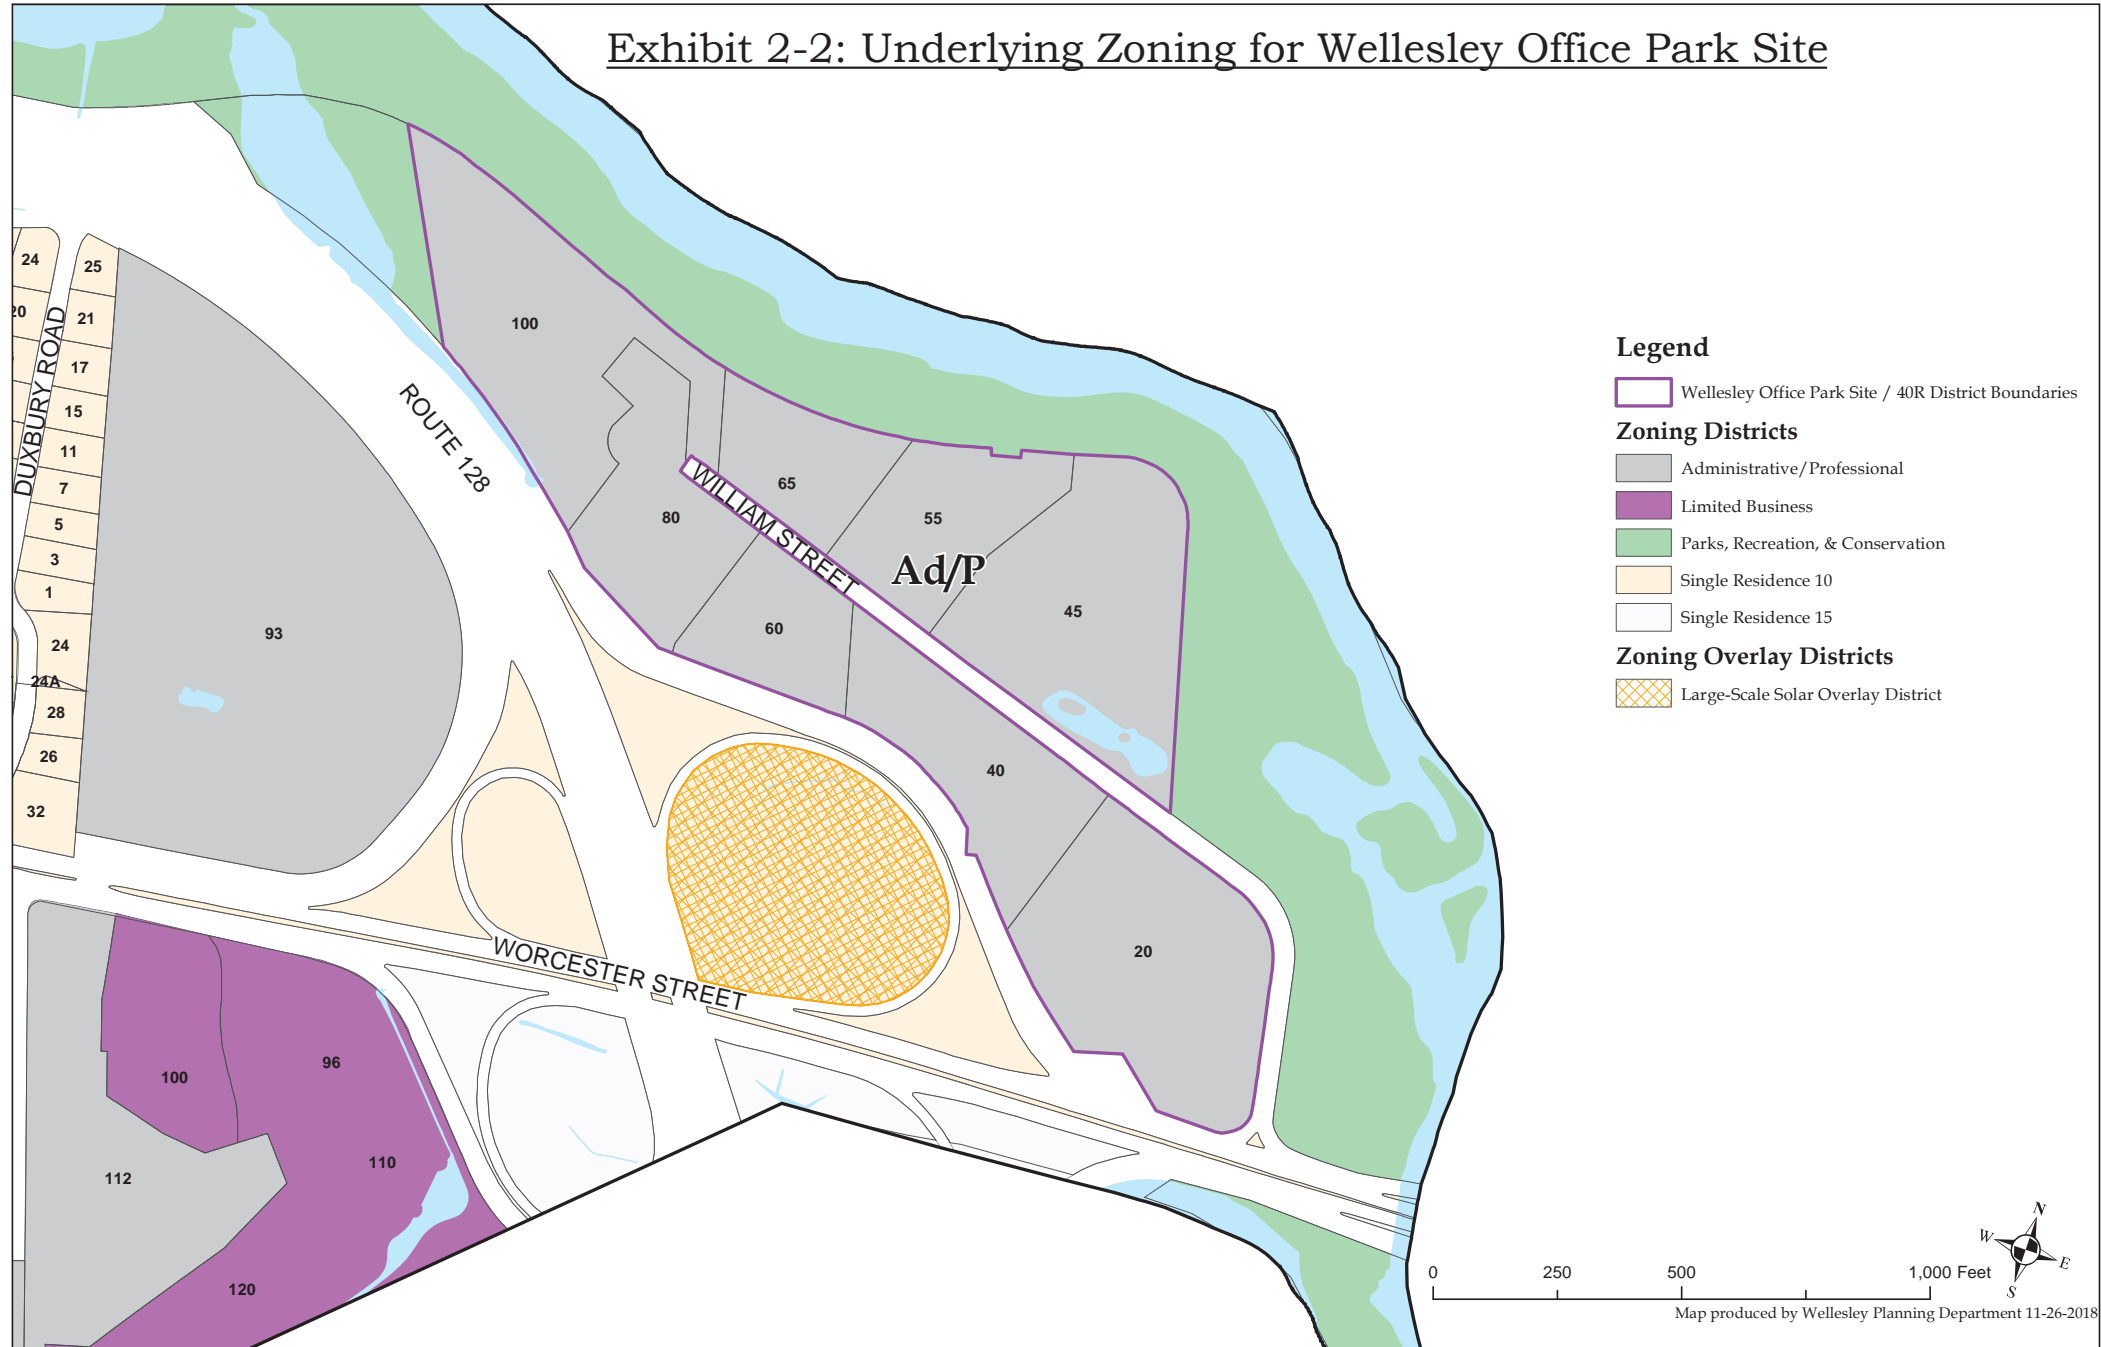 Exhibit 2-2: Underlying Zoning for Wellesley Office Park Site
24
25
20
21
17
15
11
7
5
3
1
24
24A
28
26
32
DUXBURY ROAD
93
ROUTE 128
100
65
80
55
WILLIAM STREET
Ad/P
60
45
40
20
WORCESTER STREET
100
96
110
112
120
Legend
Wellesley Office Park Site / 40R District Boundaries
Zoning Districts
Administrative/Professional
Limited Business
Parks, Recreation, & Conservation
Single Residence 10
Single Residence 15
Zoning Overlay Districts
Large-Scale Solar Overlay District
N
W
E
S
0 250 500 1,000 Feet
Map produced by Wellesley Planning Department 11-26-2018